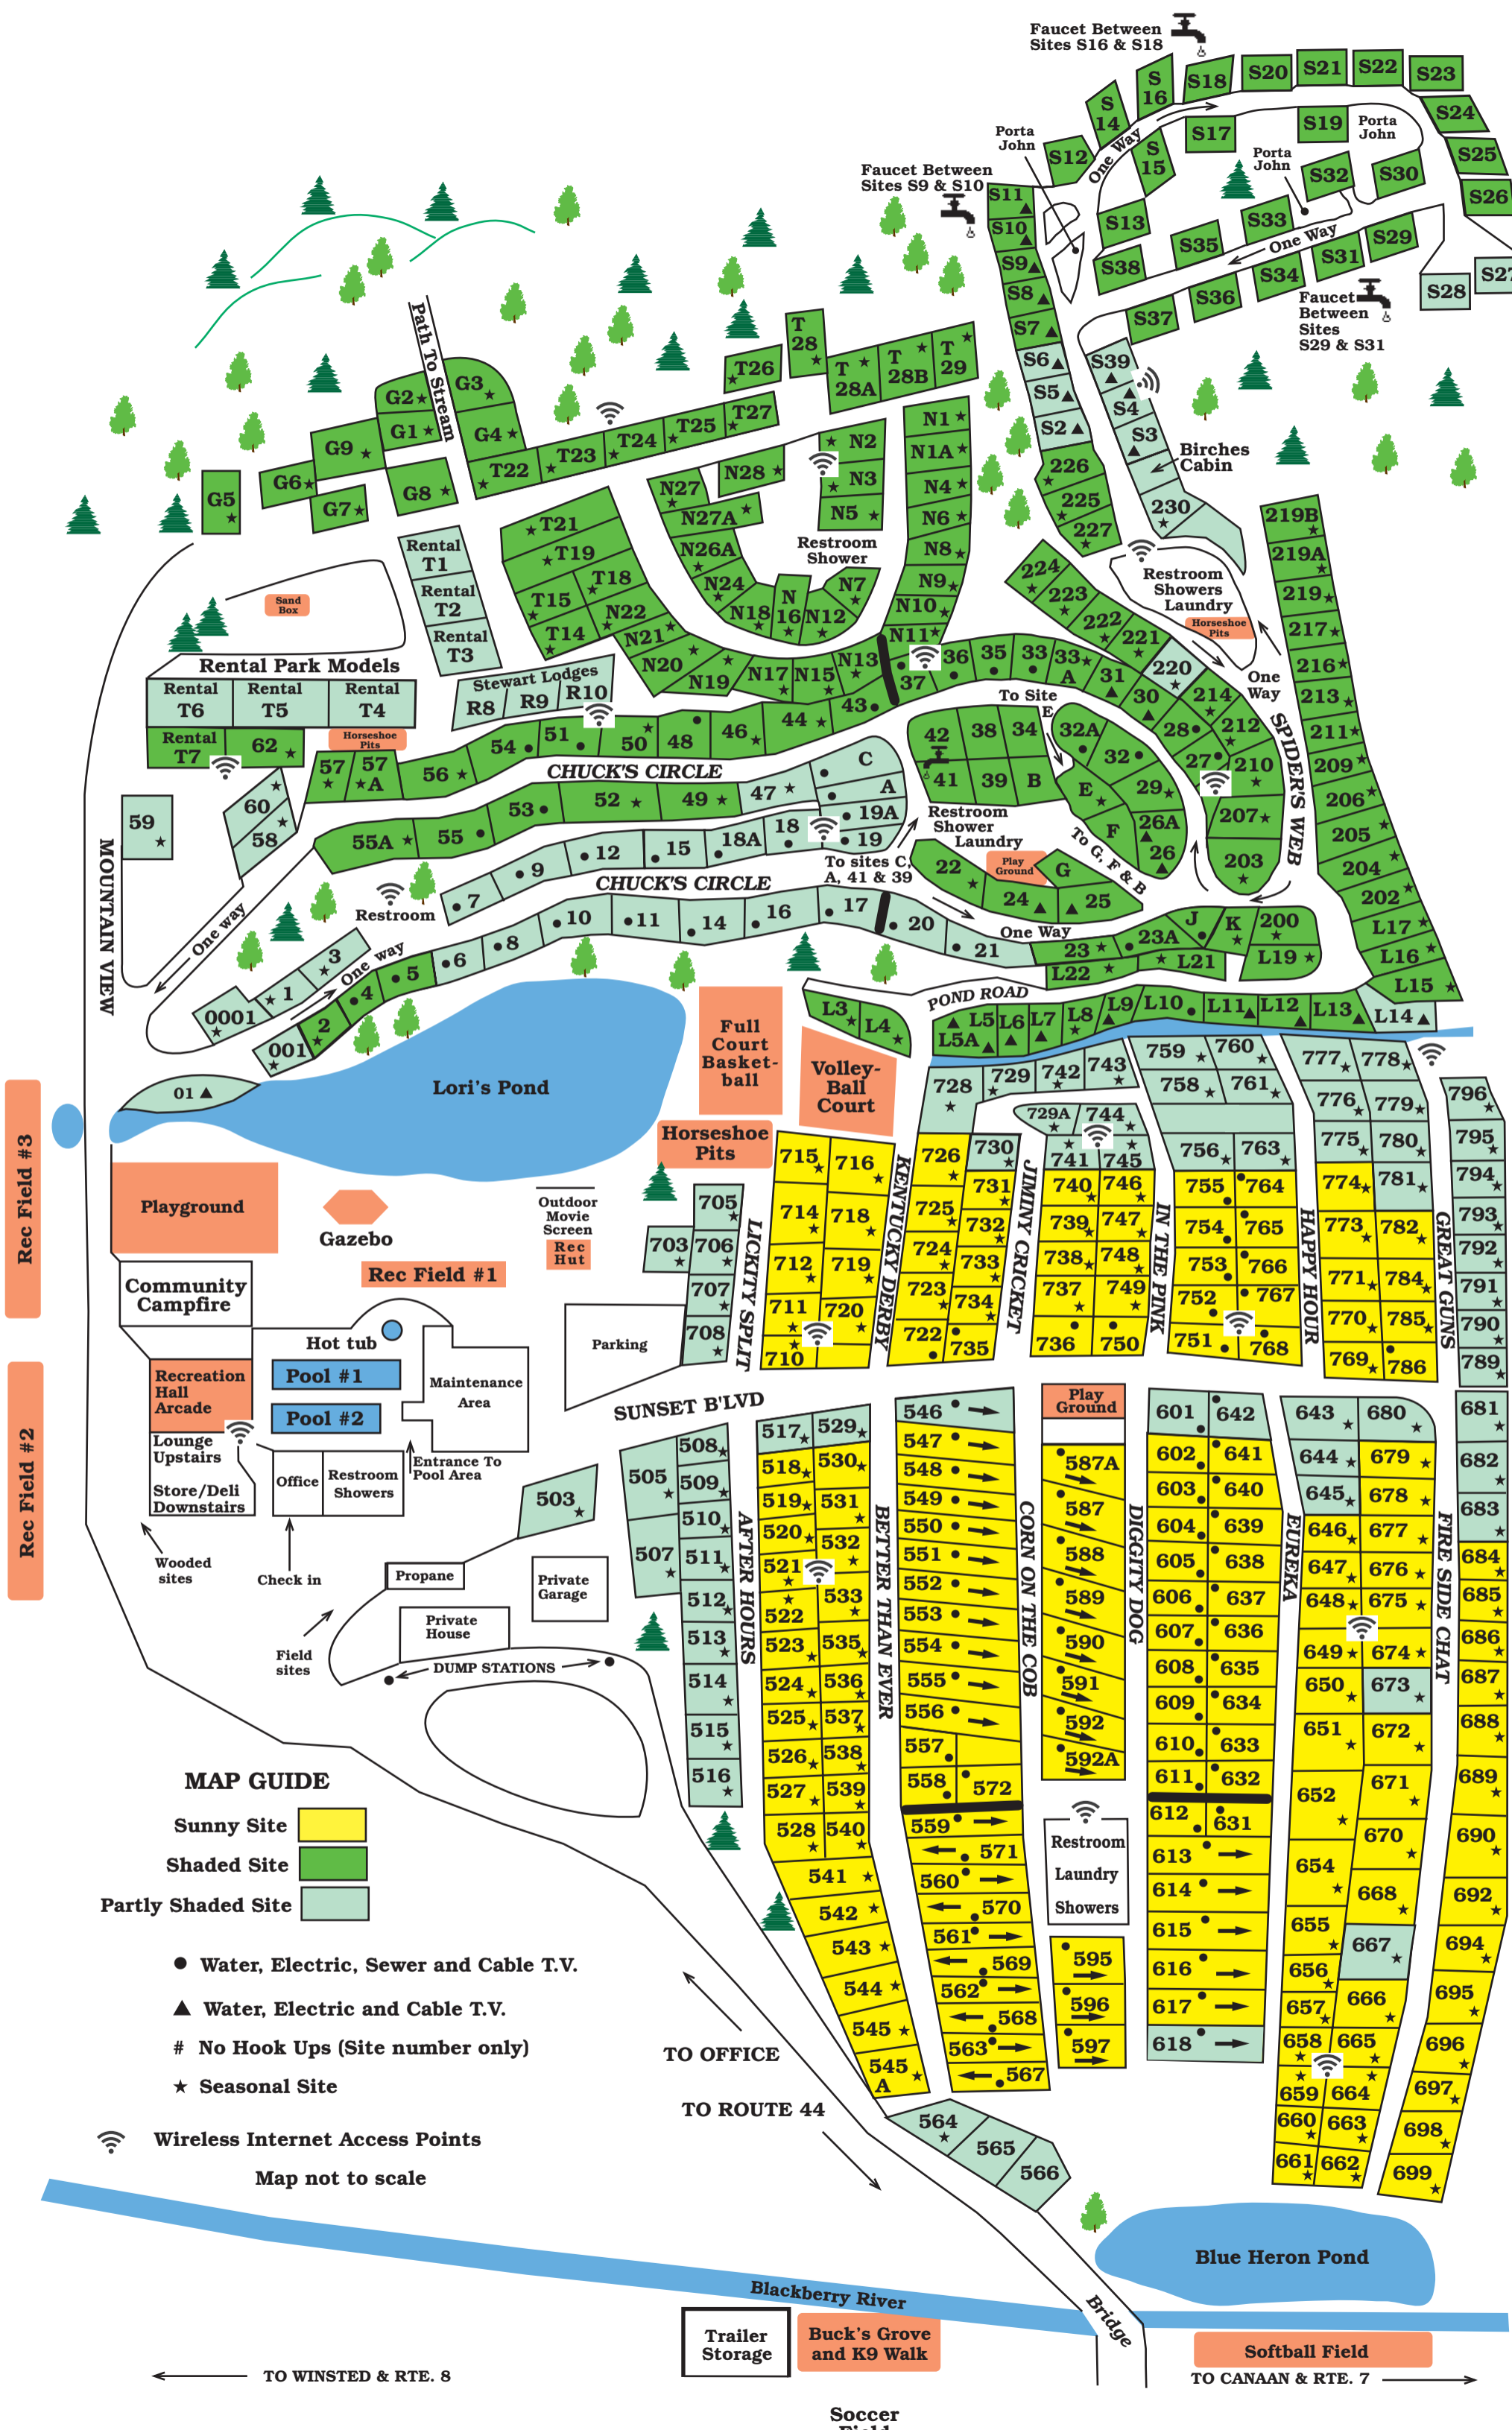 Faucet Between
Sites S16 & S18
S
14
S
16
S18
S20
S21
S22
S23
S24
S25
S26
S27
S28
S12
One Way
S
15
S17
S19
Porta
John
Porta
John
Porta
John
S32
S30
S13
S33
S35
One Way
S29
S31
S34
S36
S38
S37
Faucet
Between
Sites
S29 & S31
Faucet Between
Sites S9 & S10
S11
S10
S9
S8
S7
S6
S5
S2
S39
S4
S3
Birches
Cabin
230
226
225
227
Path To Stream
G2
G3
G1
G4
G9
G6
G5
G7
G8
T22
T23
T24
T25
T27
T26
T
28
T
28A
T
28B
T
29
N1
N1A
N4
N6
N8
N9
N10
N11
N2
N3
N5
Restroom
Shower
N28
N27
N27A
N26A
N24
N18
N
16
N12
N7
T21
T19
T18
T15
T14
N22
N21
N20
N19
N17
N15
N13
Rental
T1
Rental
T2
Rental
T3
Sand
Box
Rental Park Models
Rental
T6
Rental
T5
Rental
T4
Rental
T7
62
Horseshoe
Pits
Stewart Lodges
R8
R9
R10
57
57
A
56
54
51
50
48
46
44
43
37
36
35
33
33
A
31
30
28
27
224
223
222
221
220
214
212
210
207
203
Restroom
Showers
Laundry
Horseshoe
Pits
One
Way
SPIDER'S WEB
219B
219A
219
217
216
213
211
209
206
205
204
202
L17
L16
L15
L14
To Site
E
42
38
34
41
39
B
32A
32
E
29
F
26A
26
To G, F & B
CHUCK'S CIRCLE
60
58
59
MOUNTAIN VIEW
55A
55
53
52
49
47
C
A
19A
19
18
18A
15
12
9
7
To sites C,
A, 41 & 39
Restroom
Shower
Laundry
Play
Ground
22
24
G
25
CHUCK'S CIRCLE
Restroom
One way
One way
0001
1
3
001
2
4
5
6
8
10
11
14
16
17
20
21
One Way
23
23A
J
K
200
L22
L21
L19
POND ROAD
L3
L4
L5
L5A
L6
L7
L8
L9
L10
L11
L12
L13
01
Lori's Pond
Full
Court
Basket-
ball
Volley-
Ball
Court
Horseshoe
Pits
Rec Field #3
Rec Field #2
Playground
Gazebo
Outdoor
Movie
Screen
Rec
Hut
Rec Field #1
Community
Campfire
Hot tub
Pool #1
Pool #2
Maintenance
Area
Parking
Recreation
Hall
Arcade
Lounge
Upstairs
Store/Deli
Downstairs
Office
Restroom
Showers
Entrance To
Pool Area
Wooded
sites
Check in
Field
sites
Propane
Private
House
Private
Garage
DUMP STATIONS
705
703
706
707
708
LICKITY SPLIT
715
716
714
718
712
719
711
720
710
KENTUCKY DERBY
728
729
742
743
726
730
725
731
724
732
723
733
734
722
735
JIMINY CRICKET
729A
744
741
745
740
746
739
747
738
748
737
749
736
750
IN THE PINK
759
760
758
761
756
763
755
764
754
765
753
766
752
767
751
768
HAPPY HOUR
777
778
776
779
775
780
774
781
773
782
771
784
770
785
769
786
GREAT GUNS
796
795
794
793
792
791
790
789
SUNSET B'LVD
503
505
507
508
509
510
511
512
513
514
515
516
AFTER HOURS
517
529
518
530
519
531
520
532
521
522
533
523
535
524
536
525
537
526
538
527
539
528
540
541
542
543
544
545
545
A
BETTER THAN EVER
546
547
548
549
550
551
552
553
554
555
556
557
558
572
559
571
560
570
561
569
562
568
563
567
CORN ON THE COB
Play
Ground
587A
587
588
589
590
591
592
592A
Restroom
Laundry
Showers
595
596
597
DIGGITY DOG
601
642
602
641
603
640
604
639
605
638
606
637
607
636
608
635
609
634
610
633
611
632
612
631
613
614
615
616
617
618
EUREKA
643
680
644
679
645
678
646
677
647
676
648
675
649
674
650
673
651
672
652
671
670
654
668
655
667
656
657
666
658
665
659
664
660
663
661
662
FIRE SIDE CHAT
681
682
683
684
685
686
687
688
689
690
692
694
695
696
697
698
699
564
565
566
MAP GUIDE
Sunny Site
Shaded Site
Partly Shaded Site
● Water, Electric, Sewer and Cable T.V.
▲ Water, Electric and Cable T.V.
# No Hook Ups (Site number only)
★ Seasonal Site
Wireless Internet Access Points
Map not to scale
TO OFFICE
TO ROUTE 44
Blackberry River
Blue Heron Pond
Bridge
Trailer
Storage
Buck's Grove
and K9 Walk
Softball Field
TO WINSTED & RTE. 8
TO CANAAN & RTE. 7
Soccer